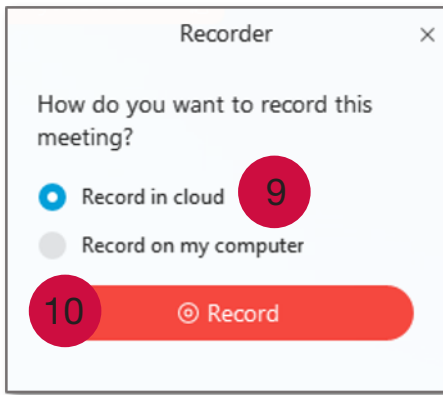 Recorder
How do you want to record this
meeting?
Record in cloud 9
Record on my computer
10 Record